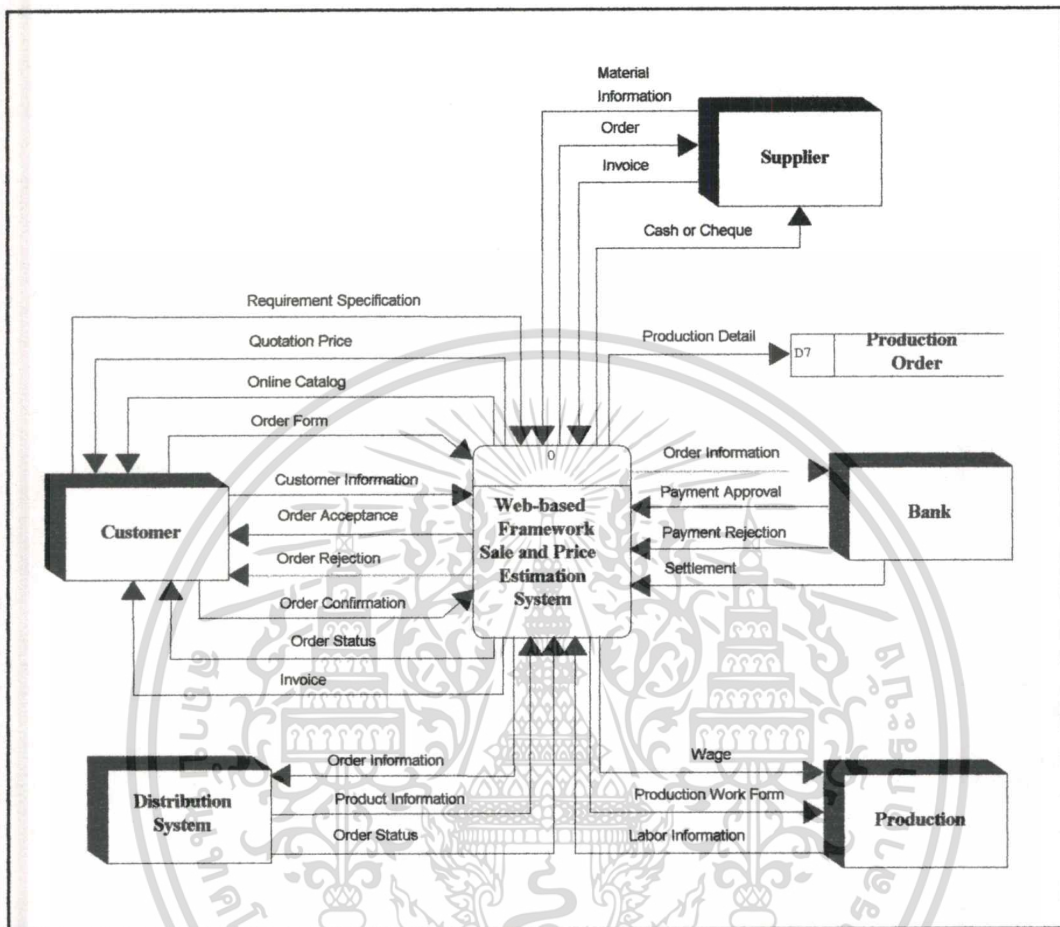 Material
Information
Order
Supplier
Invoice
Cash or Cheque
Requirement Specification
Quotation Price
Production Detail
D7
Production
Order
Online Catalog
Order Form
0
Order Information
Customer Information
Payment Approval
Web-based
Framework
Sale and Price
Estimation
System
Bank
Customer
Order Acceptance
Payment Rejection
Order Rejection
Settlement
Order Confirmation
Order Status
Invoice
Order Information
Wage
Distribution
System
Product Information
Production Work Form
Production
Order Status
Labor Information